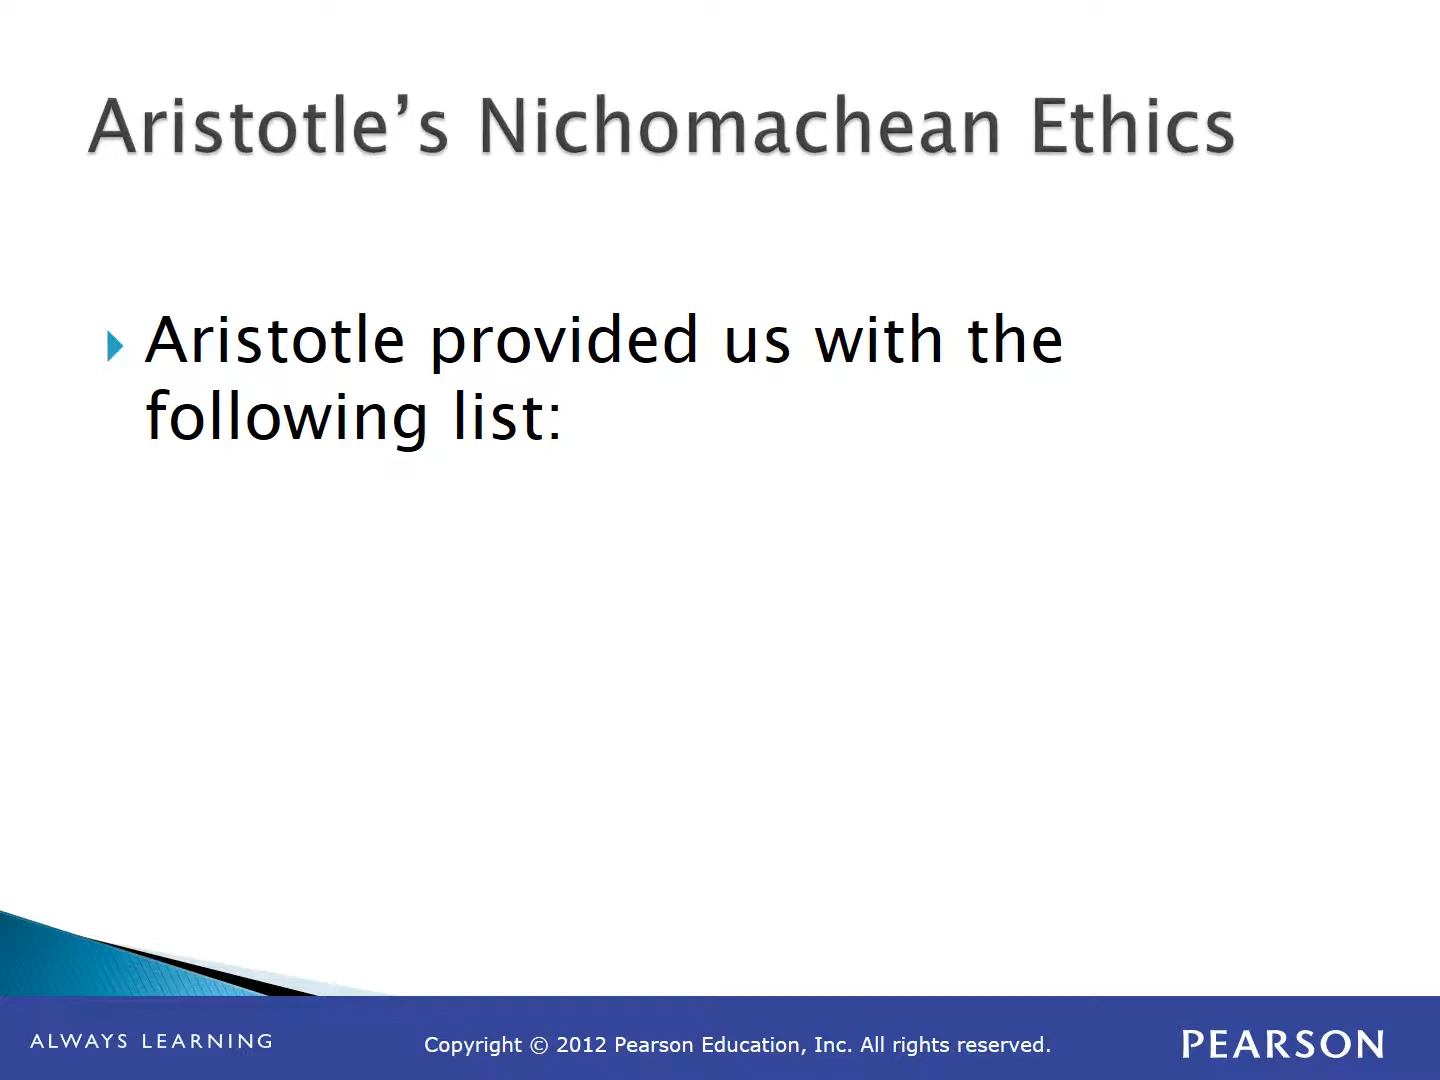 Aristotle’s Nichomachean Ethics
Aristotle provided us with the
following list:
ALWAYS LEARNING
Copyright © 2012 Pearson Education, Inc. All rights reserved.
PEARSON